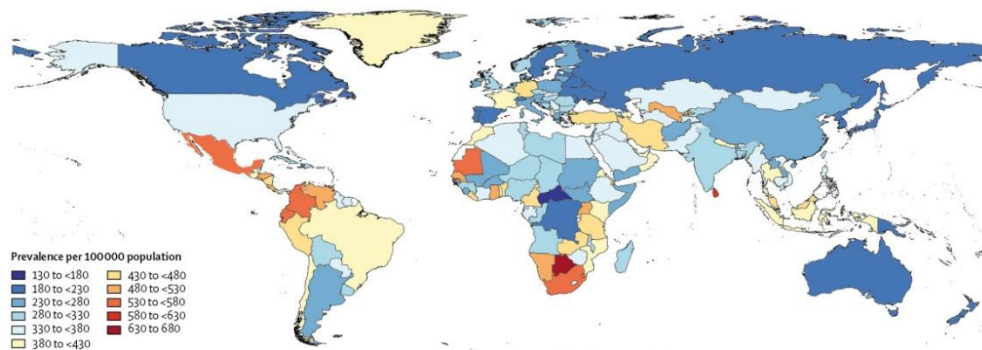 Prevalence per 100 000 population
130 to <180
180 to <230
230 to <280
280 to <330
330 to <380
380 to <430
430 to <480
480 to <530
530 to <580
580 to <630
630 to 680